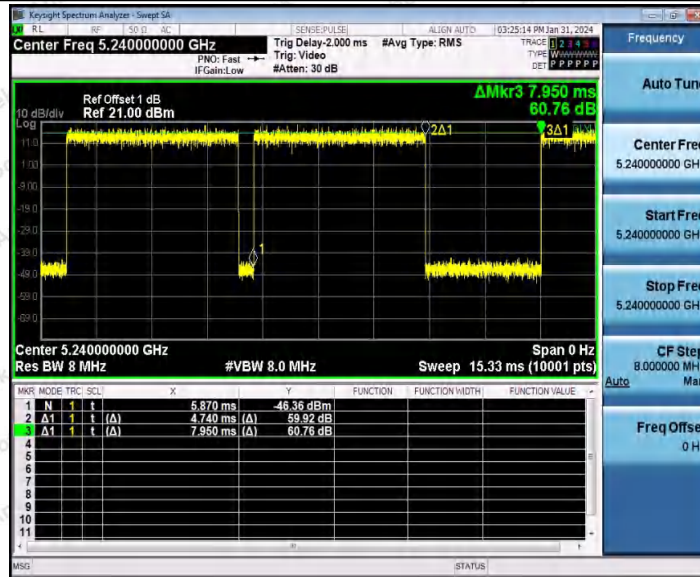 Keysight Spectrum Analyzer - Swept SA
RL RF 50 Ω AC SENSE:PULSE ALIGN AUTO 03:25:14 PM Jan 31, 2024
Center Freq 5.240000000 GHz
PNO: Fast
IFGain:Low
Trig Delay-2.000 ms
Trig: Video
#Atten: 30 dB
#Avg Type: RMS
TRACE 1 2 3 4 5 6
TYPE W
DET P P P P P P
Frequency
Ref Offset 1 dB
10 dB/div Ref 21.00 dBm
Log
ΔMkr3 7.950 ms
60.76 dB
11.0
1.00
-9.00
-19.0
-29.0
-39.0
-49.0
-59.0
-69.0
1
2Δ1
3Δ1
Center 5.240000000 GHz Span 0 Hz
Res BW 8 MHz #VBW 8.0 MHz Sweep 15.33 ms (10001 pts)
MKR MODE TRC SCL X Y FUNCTION FUNCTION WIDTH FUNCTION VALUE
1 N 1 t 5.870 ms -46.36 dBm
2 Δ1 1 t (Δ) 4.740 ms (Δ) 59.92 dB
3 Δ1 1 t (Δ) 7.950 ms (Δ) 60.76 dB
4
5
6
7
8
9
10
11
Auto Tune
Center Freq
5.240000000 GH
Start Freq
5.240000000 GH
Stop Freq
5.240000000 GH
CF Step
8.000000 MH
Auto Ma
Freq Offse
0 H
MSG STATUS